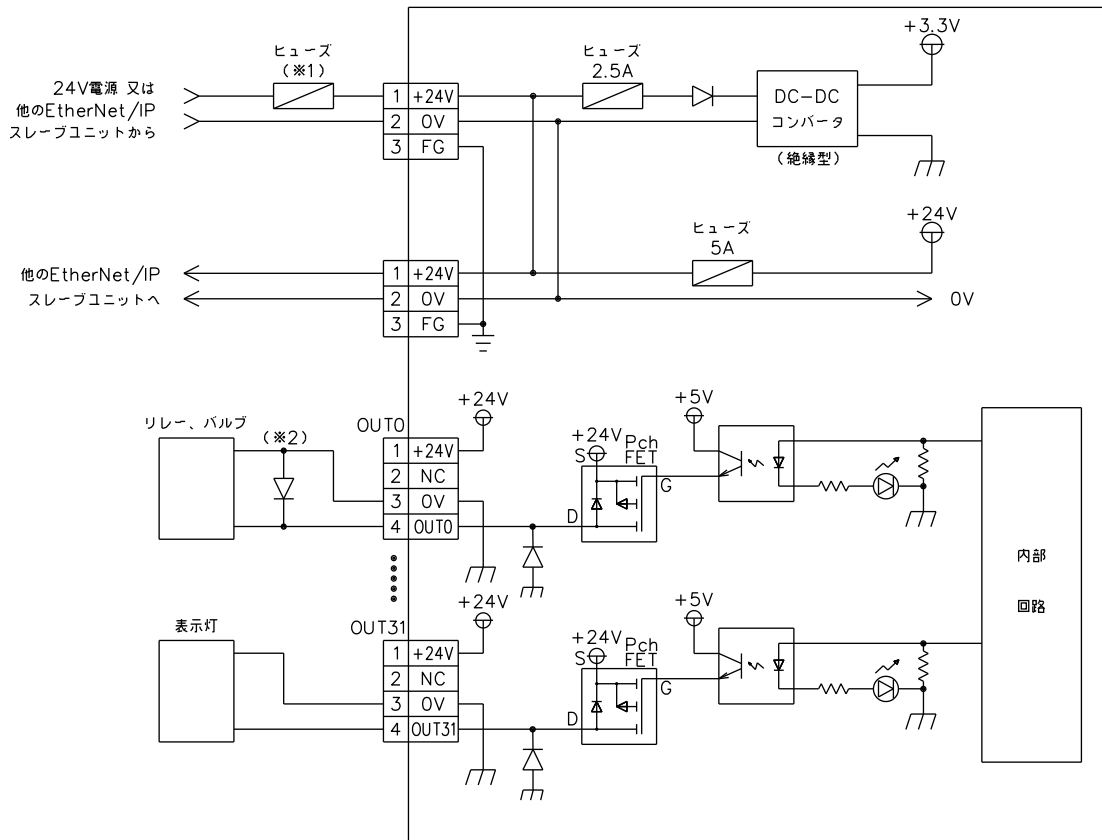 +3.3V
ヒューズ
(※1)
ヒューズ
2.5A
24V電源 又は
他のEtherNet/IP
スレーブユニットから
1 +24V
2 0V
3 FG
DC-DC
コンバータ
(絶縁型)
+24V
ヒューズ
5A
他のEtherNet/IP
スレーブユニットへ
1 +24V
2 0V
3 FG
0V
リレー、バルブ
(※2)
OUT0
+24V
1 +24V
2 NC
3 0V
4 OUT0
+24V
S
Pch
FET
G
D
+5V
内部
回路
表示灯
OUT31
+24V
1 +24V
2 NC
3 0V
4 OUT31
+24V
S
Pch
FET
G
D
+5V